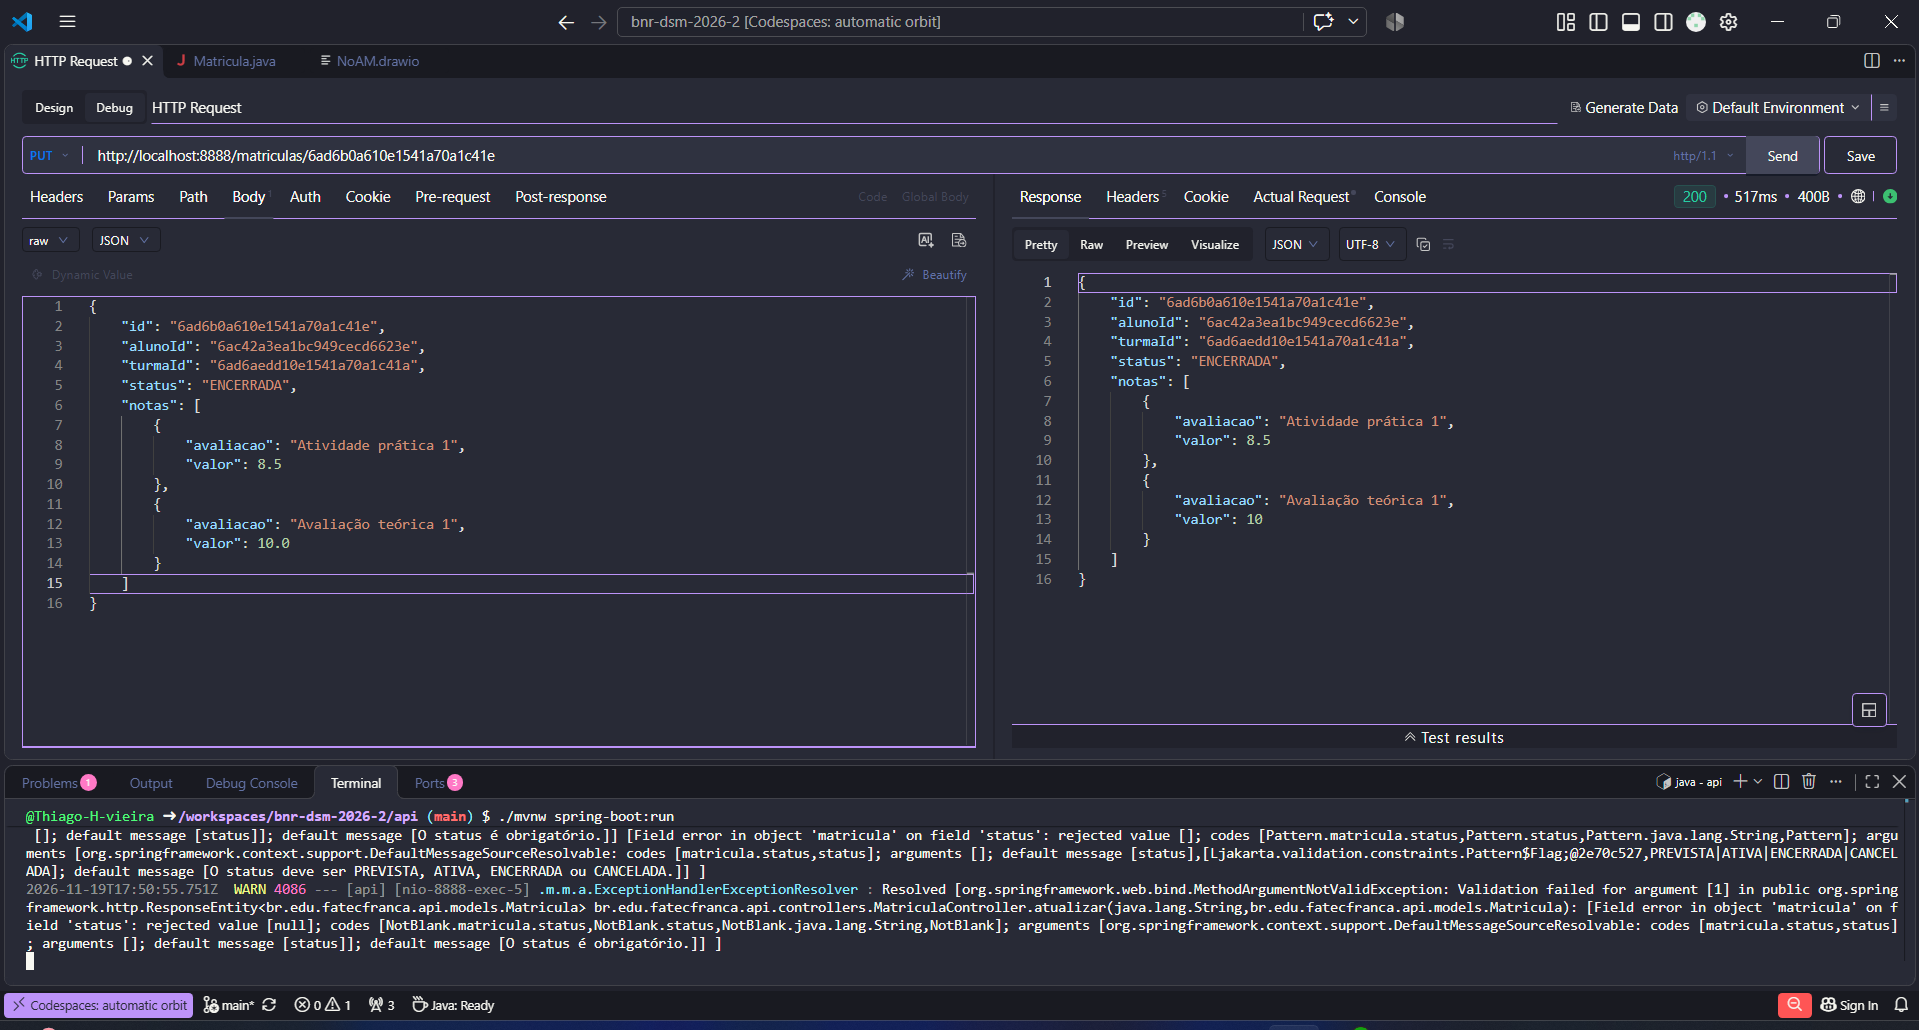 bnr-dsm-2026-2 [Codespaces: automatic orbit]
HTTP Request
Matricula.java
NoAM.drawio
Design
Debug
HTTP Request
Generate Data
Default Environment
PUT
http://localhost:8888/matriculas/6ad6b0a610e1541a70a1c41e
http/1.1
Send
Save
Headers
Params
Path
Body 1
Auth
Cookie
Pre-request
Post-response
Code
Global Body
raw
JSON
Dynamic Value
Beautify
1 {
2 "id": "6ad6b0a610e1541a70a1c41e",
3 "alunoId": "6ac42a3ea1bc949cecd6623e",
4 "turmaId": "6ad6aedd10e1541a70a1c41a",
5 "status": "ENCERRADA",
6 "notas": [
7 {
8 "avaliacao": "Atividade prática 1",
9 "valor": 8.5
10 },
11 {
12 "avaliacao": "Avaliação teórica 1",
13 "valor": 10.0
14 }
15 ]
16 }
Response
Headers 5
Cookie
Actual Request
Console
200 • 517ms • 400B
Pretty
Raw
Preview
Visualize
JSON
UTF-8
1 {
2 "id": "6ad6b0a610e1541a70a1c41e",
3 "alunoId": "6ac42a3ea1bc949cecd6623e",
4 "turmaId": "6ad6aedd10e1541a70a1c41a",
5 "status": "ENCERRADA",
6 "notas": [
7 {
8 "avaliacao": "Atividade prática 1",
9 "valor": 8.5
10 },
11 {
12 "avaliacao": "Avaliação teórica 1",
13 "valor": 10
14 }
15 ]
16 }
Test results
Problems 1
Output
Debug Console
Terminal
Ports 3
java - api
@Thiago-H-vieira ➜ /workspaces/bnr-dsm-2026-2/api (main) $ ./mvnw spring-boot:run
[]; default message [status]]; default message [O status é obrigatório.]] [Field error in object 'matricula' on field 'status': rejected value []; codes [Pattern.matricula.status,Pattern.status,Pattern.java.lang.String,Pattern]; argu
ments [org.springframework.context.support.DefaultMessageSourceResolvable: codes [matricula.status,status]; arguments []; default message [status],[Ljakarta.validation.constraints.Pattern$Flag;@2e70c527,PREVISTA|ATIVA|ENCERRADA|CANCEL
ADA]; default message [O status deve ser PREVISTA, ATIVA, ENCERRADA ou CANCELADA.]] ]
2026-11-19T17:50:55.751Z WARN 4086 --- [api] [nio-8888-exec-5] .m.m.a.ExceptionHandlerExceptionResolver : Resolved [org.springframework.web.bind.MethodArgumentNotValidException: Validation failed for argument [1] in public org.spring
framework.http.ResponseEntity<br.edu.fatecfranca.api.models.Matricula> br.edu.fatecfranca.api.controllers.MatriculaController.atualizar(java.lang.String,br.edu.fatecfranca.api.models.Matricula): [Field error in object 'matricula' on f
ield 'status': rejected value [null]; codes [NotBlank.matricula.status,NotBlank.status,NotBlank.java.lang.String,NotBlank]; arguments [org.springframework.context.support.DefaultMessageSourceResolvable: codes [matricula.status,status]
; arguments []; default message [status]]; default message [O status é obrigatório.]] ]
Codespaces: automatic orbit
main*
0
1
3
Java: Ready
Sign In